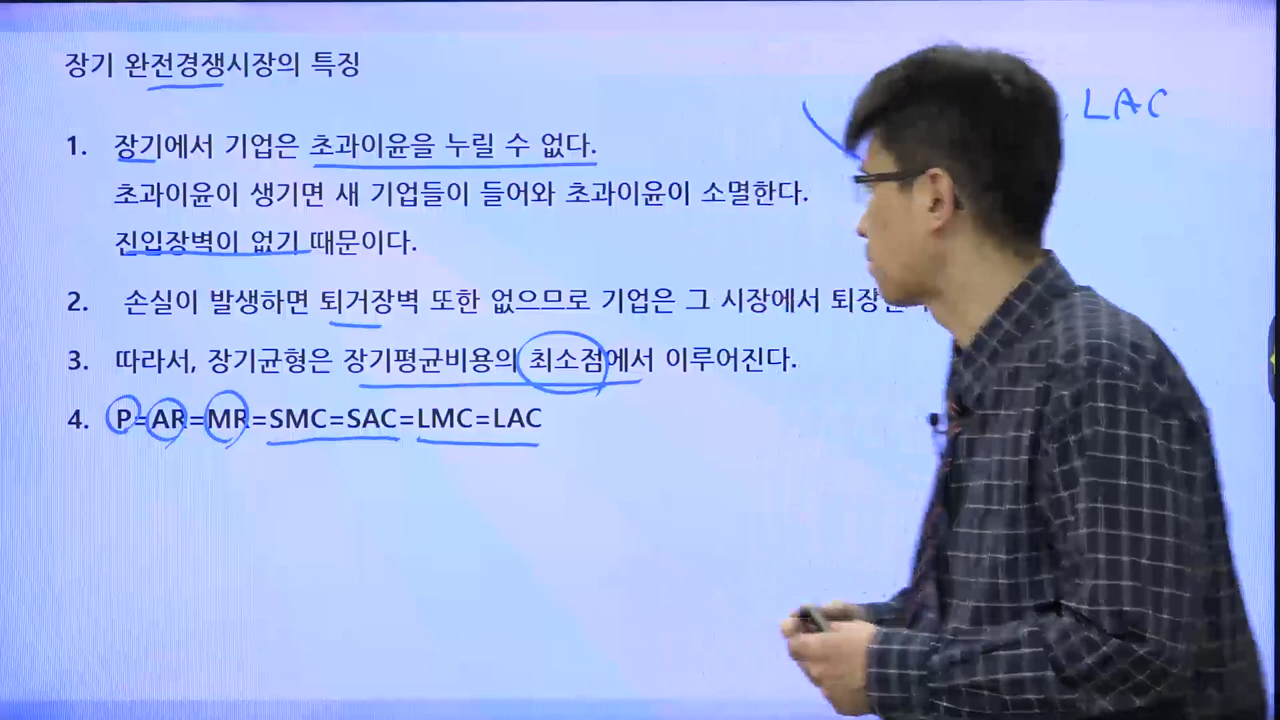 장기 완전경쟁시장의 특징
LAC
1. 장기에서 기업은 초과이윤을 누릴 수 없다.
초과이윤이 생기면 새 기업들이 들어와 초과이윤이 소멸한다.
진입장벽이 없기 때문이다.
2. 손실이 발생하면 퇴거장벽 또한 없으므로 기업은 그 시장에서
3. 따라서, 장기균형은 장기평균비용의 최소점에서 이루어진다.
4. P=AR=MR=SMC=SAC=LMC=LAC